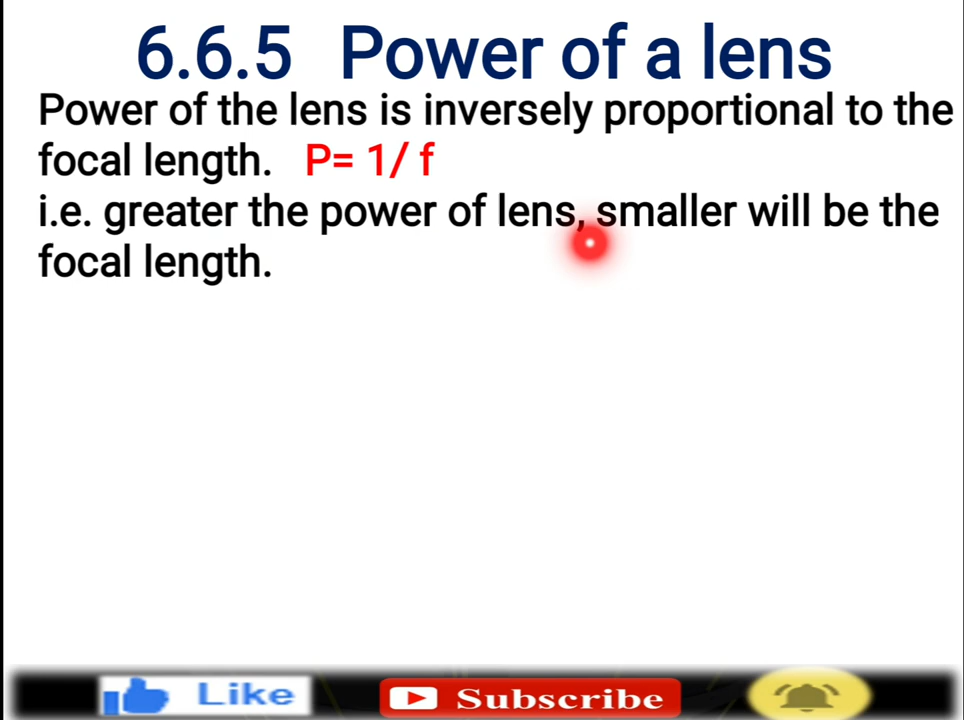 6.6.5 Power of a lens
Power of the lens is inversely proportional to the
focal length. P= 1/ f
i.e. greater the power of lens, smaller will be the
focal length.
Like
Subscribe